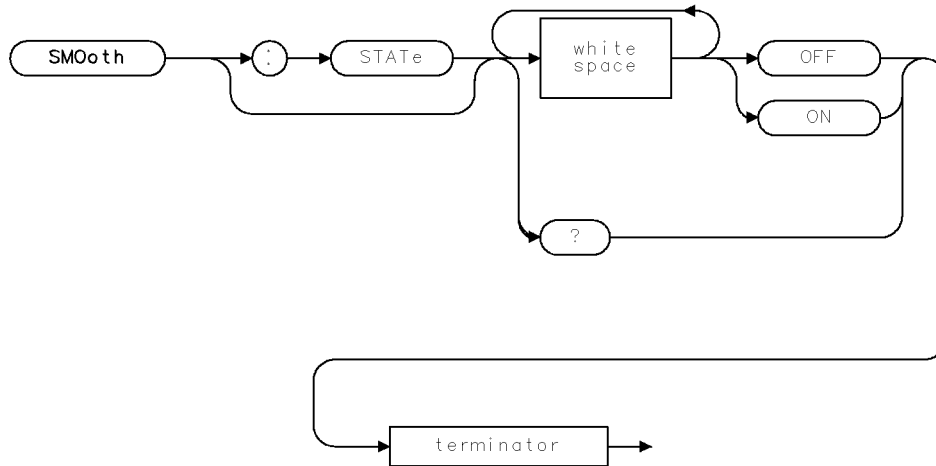 SMOoth
:
STATe
white
space
OFF
ON
?
terminator